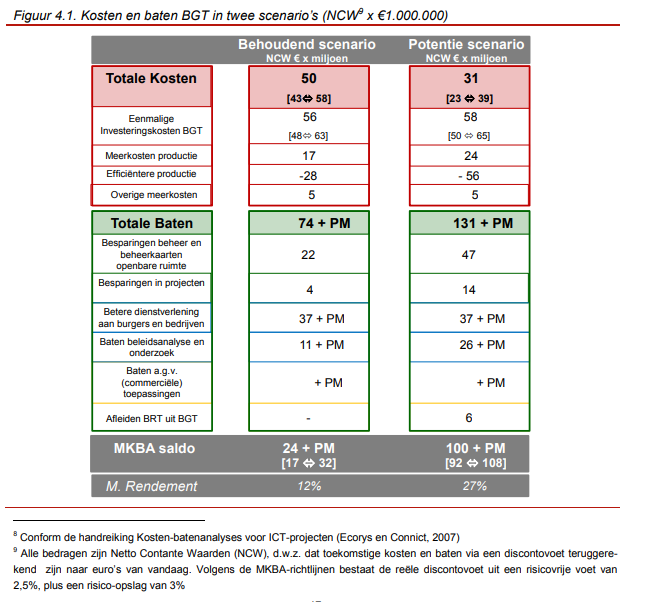 Figuur 4.1. Kosten en baten BGT in twee scenario's (NCW⁹ x €1.000.000)
Behoudend scenario Potentie scenario
NCW € x miljoen NCW € x miljoen
Totale Kosten 50 31
[43⇔ 58] [23 ⇔ 39]
Eenmalige 56 58
Investeringskosten BGT [48⇔ 63] [50 ⇔ 65]
Meerkosten productie 17 24
Efficiëntere productie -28 - 56
Overige meerkosten 5 5
Totale Baten 74 + PM 131 + PM
Besparingen beheer en
beheerkaarten 22 47
openbare ruimte
Besparingen in projecten 4 14
Betere dienstverlening 37 + PM 37 + PM
aan burgers en bedrijven
Baten beleidsanalyse en 11 + PM 26 + PM
onderzoek
Baten a.g.v.
(commerciële) + PM + PM
toepassingen
Afleiden BRT uit BGT - 6
MKBA saldo 24 + PM 100 + PM
[17 ⇔ 32] [92 ⇔ 108]
M. Rendement 12% 27%
⁸ Conform de handreiking Kosten-batenanalyses voor ICT-projecten (Ecorys en Connict, 2007)
⁹ Alle bedragen zijn Netto Contante Waarden (NCW), d.w.z. dat toekomstige kosten en baten via een discontovoet teruggere-
kend zijn naar euro's van vandaag. Volgens de MKBA-richtlijnen bestaat de reële discontovoet uit een risicovrije voet van
2,5%, plus een risico-opslag van 3%